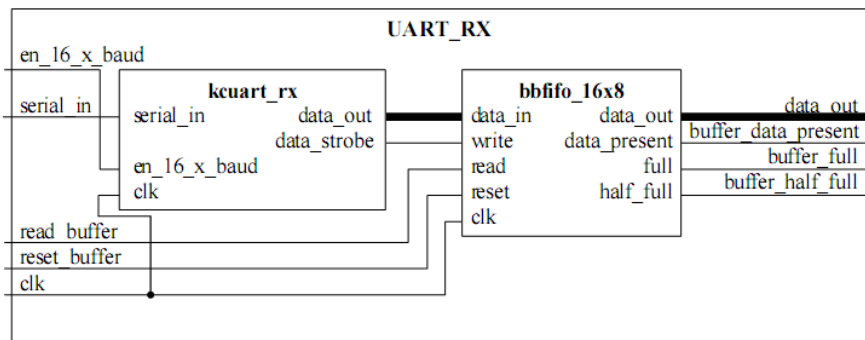 UART_RX
en_16_x_baud
kcuart_rx
bbfifo_16x8
serial_in
serial_in
data_out
data_in
data_out
data_out
data_strobe
write
data_present
buffer_data_present
en_16_x_baud
read
full
buffer_full
clk
reset
half_full
buffer_half_full
clk
read_buffer
reset_buffer
clk